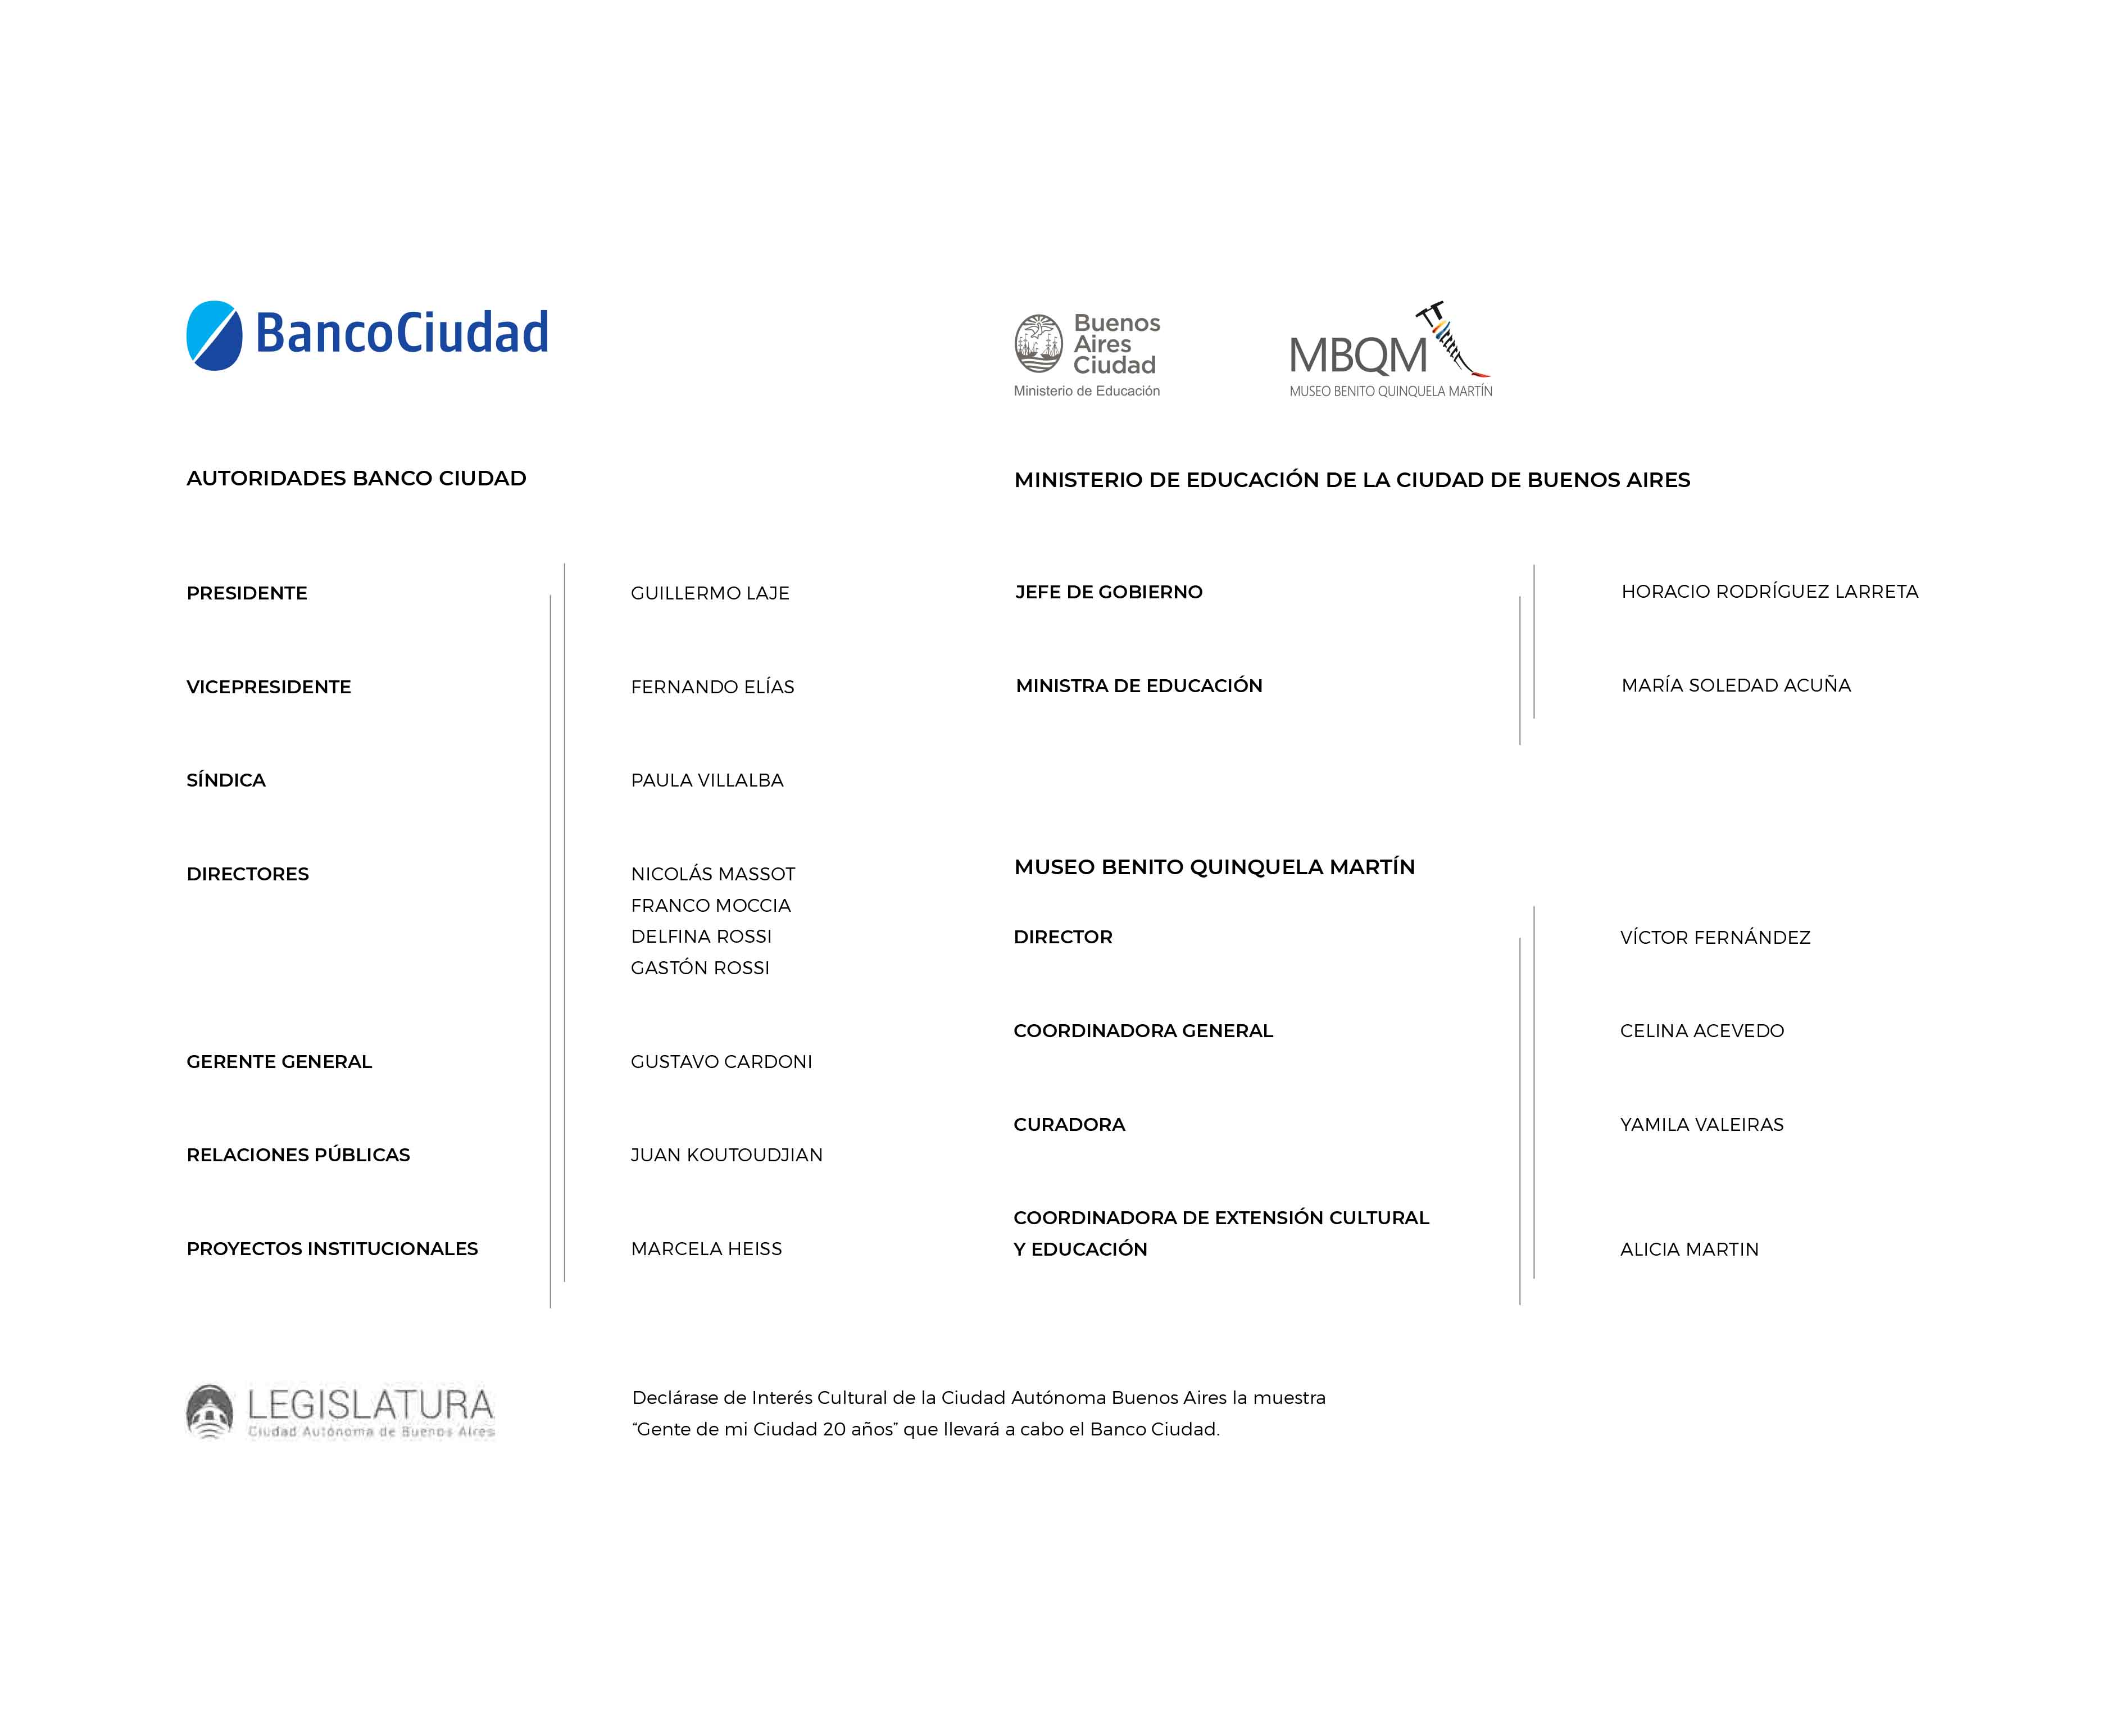 BancoCiudad
AUTORIDADES BANCO CIUDAD
PRESIDENTE GUILLERMO LAJE
VICEPRESIDENTE FERNANDO ELÍAS
SÍNDICA PAULA VILLALBA
DIRECTORES NICOLÁS MASSOT
FRANCO MOCCIA
DELFINA ROSSI
GASTÓN ROSSI
GERENTE GENERAL GUSTAVO CARDONI
RELACIONES PÚBLICAS JUAN KOUTOUDJIAN
PROYECTOS INSTITUCIONALES MARCELA HEISS
Buenos
Aires
Ciudad
Ministerio de Educación
MBQM
MUSEO BENITO QUINQUELA MARTÍN
MINISTERIO DE EDUCACIÓN DE LA CIUDAD DE BUENOS AIRES
JEFE DE GOBIERNO HORACIO RODRÍGUEZ LARRETA
MINISTRA DE EDUCACIÓN MARÍA SOLEDAD ACUÑA
MUSEO BENITO QUINQUELA MARTÍN
DIRECTOR VÍCTOR FERNÁNDEZ
COORDINADORA GENERAL CELINA ACEVEDO
CURADORA YAMILA VALEIRAS
COORDINADORA DE EXTENSIÓN CULTURAL
Y EDUCACIÓN ALICIA MARTIN
LEGISLATURA
Ciudad Autónoma de Buenos Aires
Declárase de Interés Cultural de la Ciudad Autónoma Buenos Aires la muestra
“Gente de mi Ciudad 20 años” que llevará a cabo el Banco Ciudad.